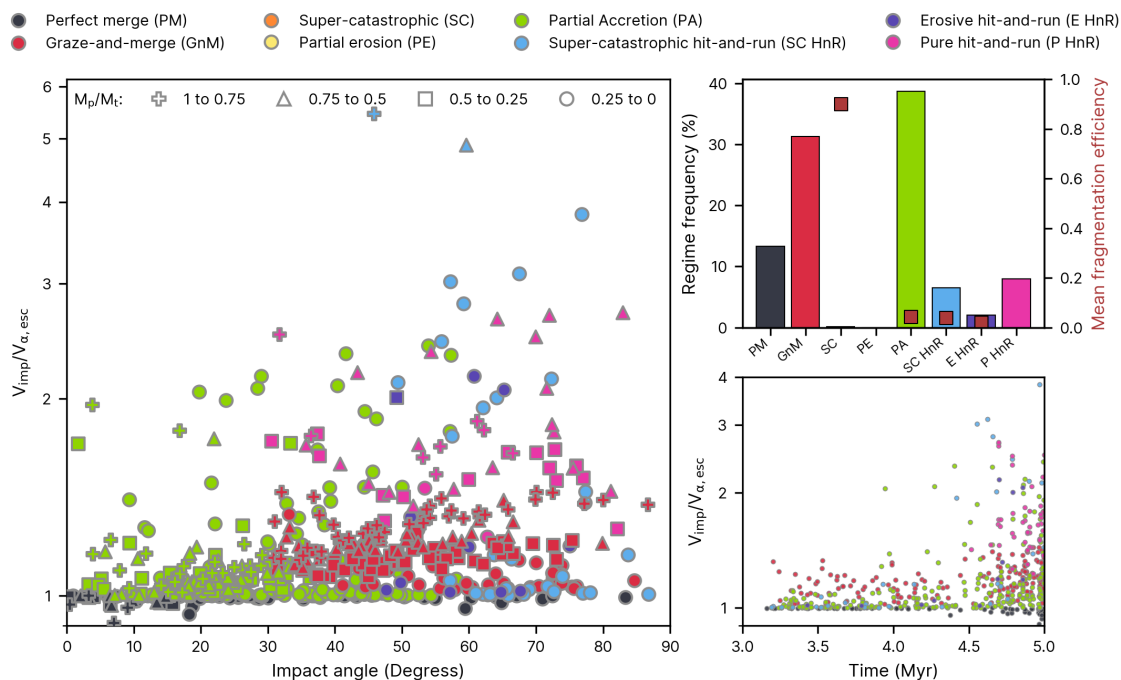 Perfect merge (PM) Super-catastrophic (SC) Partial Accretion (PA) Erosive hit-and-run (E HnR)
Graze-and-merge (GnM) Partial erosion (PE) Super-catastrophic hit-and-run (SC HnR) Pure hit-and-run (P HnR)
Mp/Mt: 1 to 0.75 0.75 to 0.5 0.5 to 0.25 0.25 to 0
6
5
4
3
2
1
Vimp/Vα, esc
0 10 20 30 40 50 60 70 80 90
Impact angle (Degress)
40
30
20
10
0
Regime frequency (%)
1.0
0.8
0.6
0.4
0.2
0.0
Mean fragmentation efficiency
PM GnM SC PE PA SC HnR E HnR P HnR
4
3
2
1
Vimp/Vα, esc
3.0 3.5 4.0 4.5 5.0
Time (Myr)